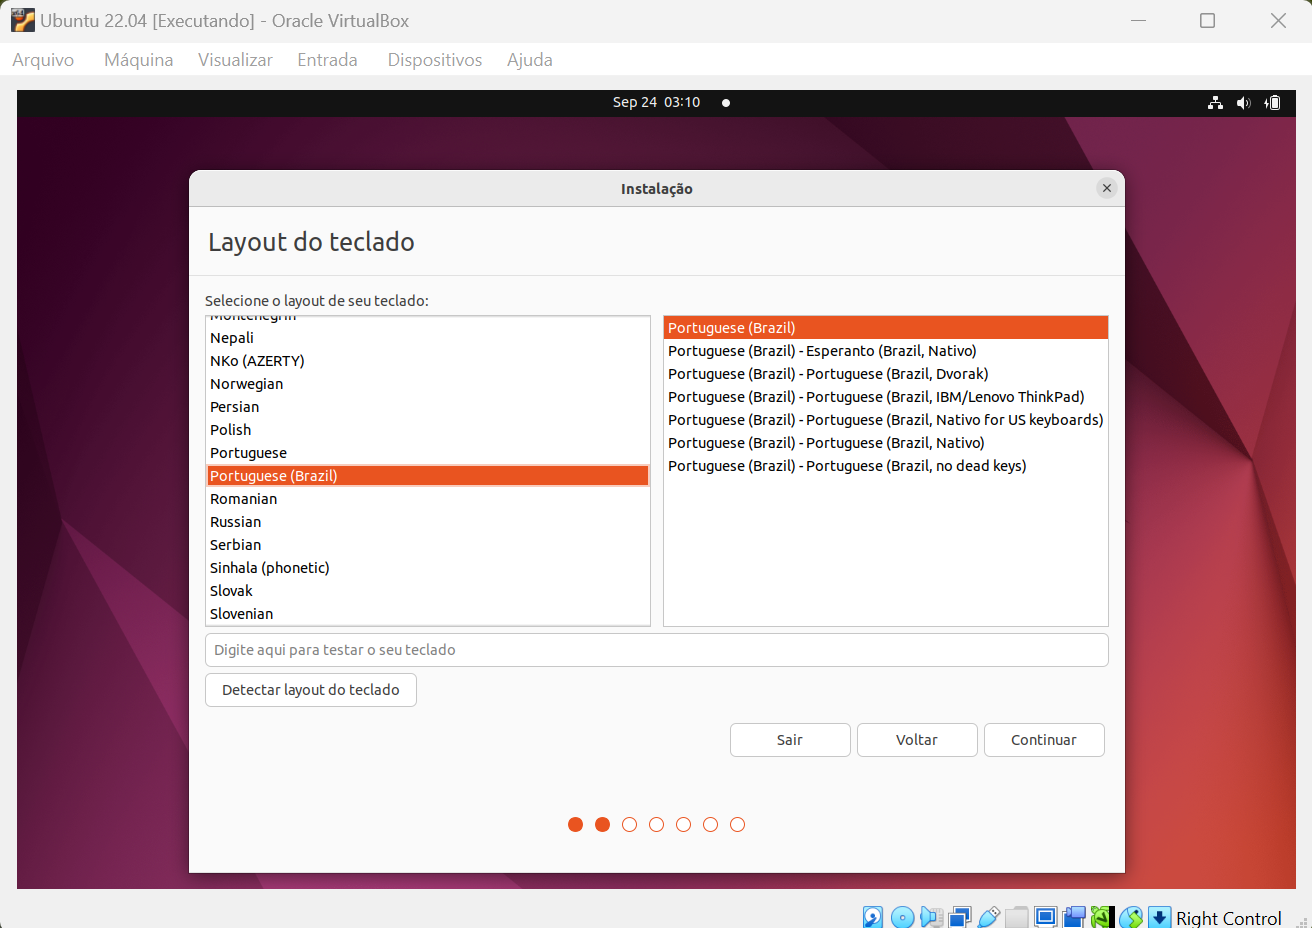 Ubuntu 22.04 [Executando] - Oracle VirtualBox
Arquivo Máquina Visualizar Entrada Dispositivos Ajuda
Sep 24 03:10
Instalação
Layout do teclado
Selecione o layout de seu teclado:
Montenegrin
Nepali
NKo (AZERTY)
Norwegian
Persian
Polish
Portuguese
Portuguese (Brazil)
Romanian
Russian
Serbian
Sinhala (phonetic)
Slovak
Slovenian
Portuguese (Brazil)
Portuguese (Brazil) - Esperanto (Brazil, Nativo)
Portuguese (Brazil) - Portuguese (Brazil, Dvorak)
Portuguese (Brazil) - Portuguese (Brazil, IBM/Lenovo ThinkPad)
Portuguese (Brazil) - Portuguese (Brazil, Nativo for US keyboards)
Portuguese (Brazil) - Portuguese (Brazil, Nativo)
Portuguese (Brazil) - Portuguese (Brazil, no dead keys)
Digite aqui para testar o seu teclado
Detectar layout do teclado
Sair Voltar Continuar
Right Control